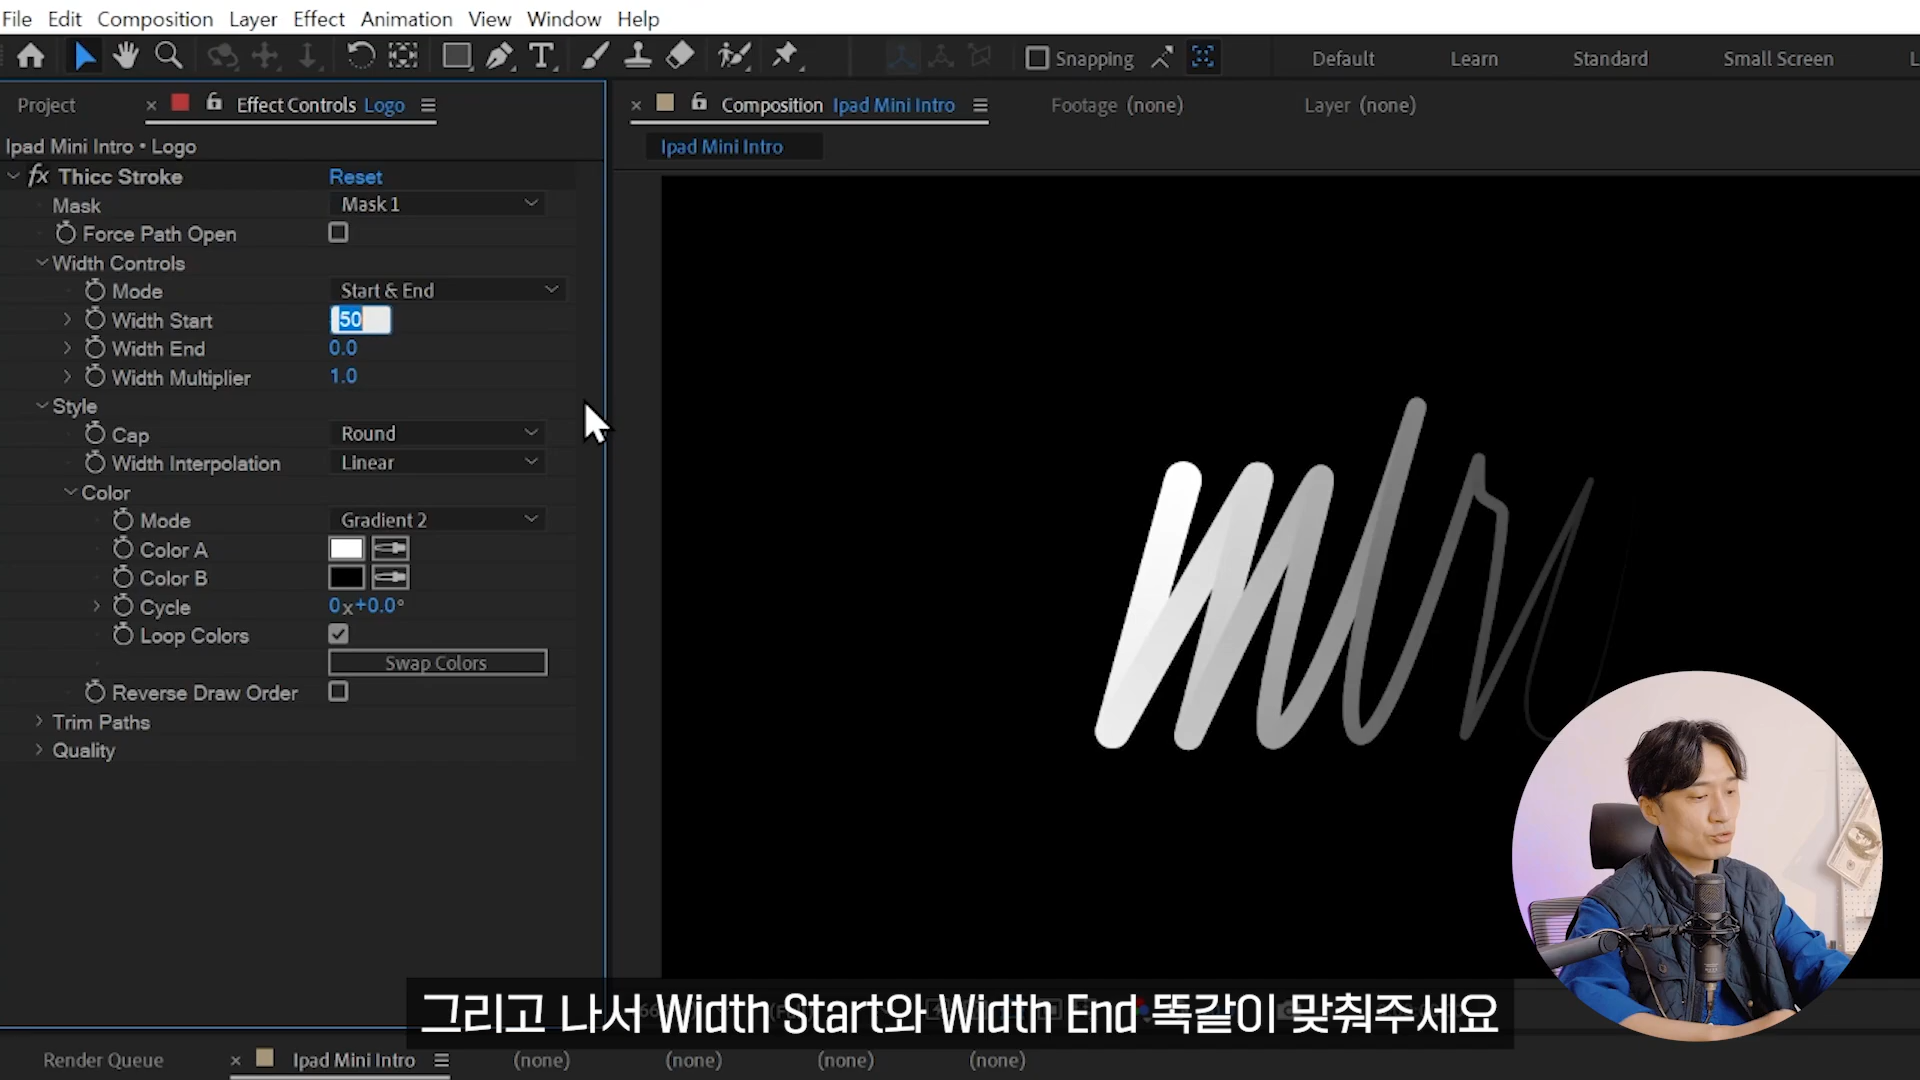 File Edit Composition Layer Effect Animation View Window Help
Snapping
Default Learn Standard Small Screen
Project
Effect Controls Logo
Composition Ipad Mini Intro
Footage (none)
Layer (none)
Ipad Mini Intro • Logo
Ipad Mini Intro
fx Thicc Stroke Reset
Mask Mask 1
Force Path Open
Width Controls
Mode Start & End
Width Start 50
Width End 0.0
Width Multiplier 1.0
Style
Cap Round
Width Interpolation Linear
Color
Mode Gradient 2
Color A
Color B
Cycle 0x+0.0°
Loop Colors
Swap Colors
Reverse Draw Order
Trim Paths
Quality
그리고 나서 Width Start와 Width End 똑같이 맞춰주세요
Render Queue
Ipad Mini Intro
(none) (none) (none) (none)